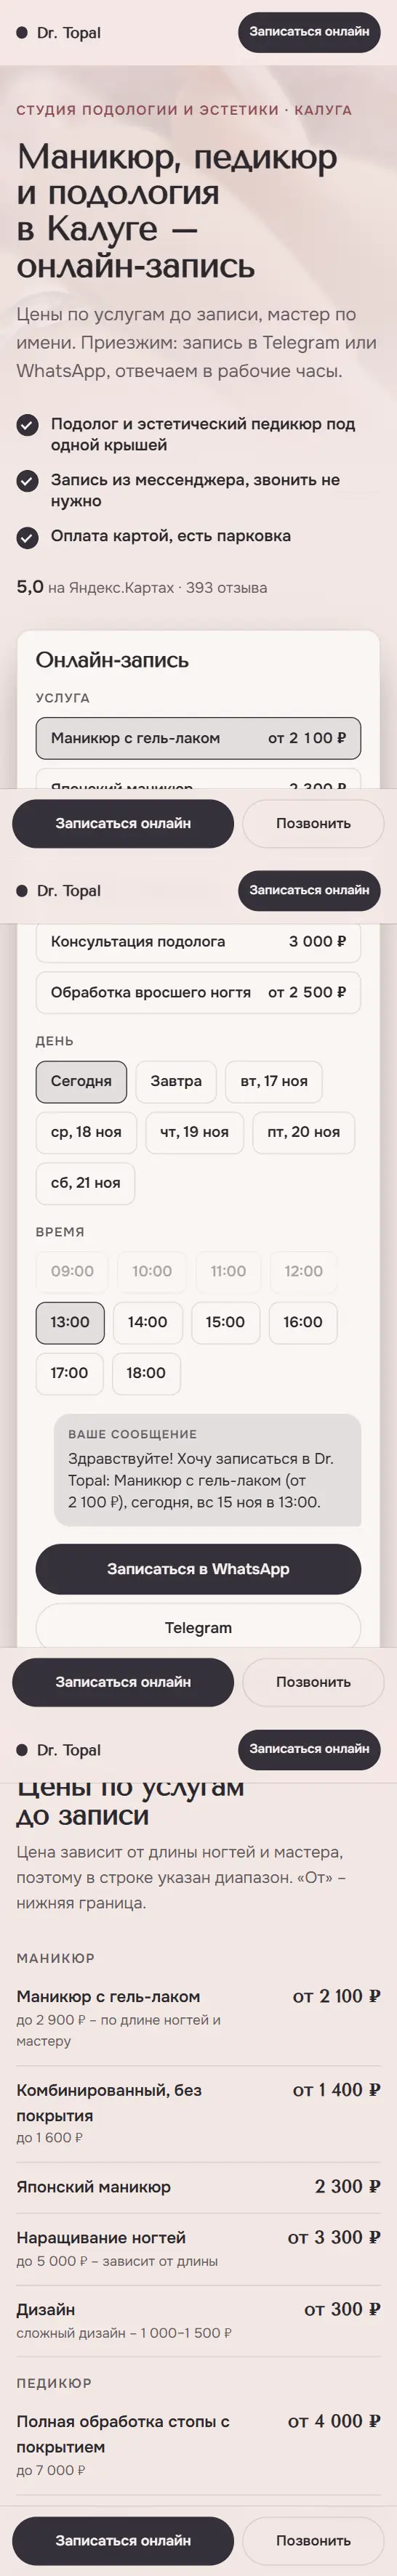 Dr. Topal
Записаться онлайн
СТУДИЯ ПОДОЛОГИИ И ЭСТЕТИКИ · КАЛУГА
Маникюр, педикюр
и подология
в Калуге —
онлайн-запись
Цены по услугам до записи, мастер по
имени. Приезжим: запись в Telegram или
WhatsApp, отвечаем в рабочие часы.
Подолог и эстетический педикюр под
одной крышей
Запись из мессенджера, звонить не
нужно
Оплата картой, есть парковка
5,0 на Яндекс.Картах · 393 отзыва
Онлайн-запись
УСЛУГА
Маникюр с гель-лаком от 2 100 ₽
Японский маникюр 2 300 ₽
Записаться онлайн Позвонить
Dr. Topal
Записаться онлайн
Консультация подолога 3 000 ₽
Обработка вросшего ногтя от 2 500 ₽
ДЕНЬ
Сегодня Завтра вт, 17 ноя
ср, 18 ноя чт, 19 ноя пт, 20 ноя
сб, 21 ноя
ВРЕМЯ
09:00 10:00 11:00 12:00
13:00 14:00 15:00 16:00
17:00 18:00
ВАШЕ СООБЩЕНИЕ
Здравствуйте! Хочу записаться в Dr.
Topal: Маникюр с гель-лаком (от
2 100 ₽), сегодня, вс 15 ноя в 13:00.
Записаться в WhatsApp
Telegram
Записаться онлайн Позвонить
Dr. Topal
Записаться онлайн
Цены по услугам
до записи
Цена зависит от длины ногтей и мастера,
поэтому в строке указан диапазон. «От» –
нижняя граница.
МАНИКЮР
Маникюр с гель-лаком от 2 100 ₽
до 2 900 ₽ – по длине ногтей и
мастеру
Комбинированный, без от 1 400 ₽
покрытия
до 1 600 ₽
Японский маникюр 2 300 ₽
Наращивание ногтей от 3 300 ₽
до 5 000 ₽ – зависит от длины
Дизайн от 300 ₽
сложный дизайн – 1 000–1 500 ₽
ПЕДИКЮР
Полная обработка стопы с от 4 000 ₽
покрытием
до 7 000 ₽
Записаться онлайн Позвонить